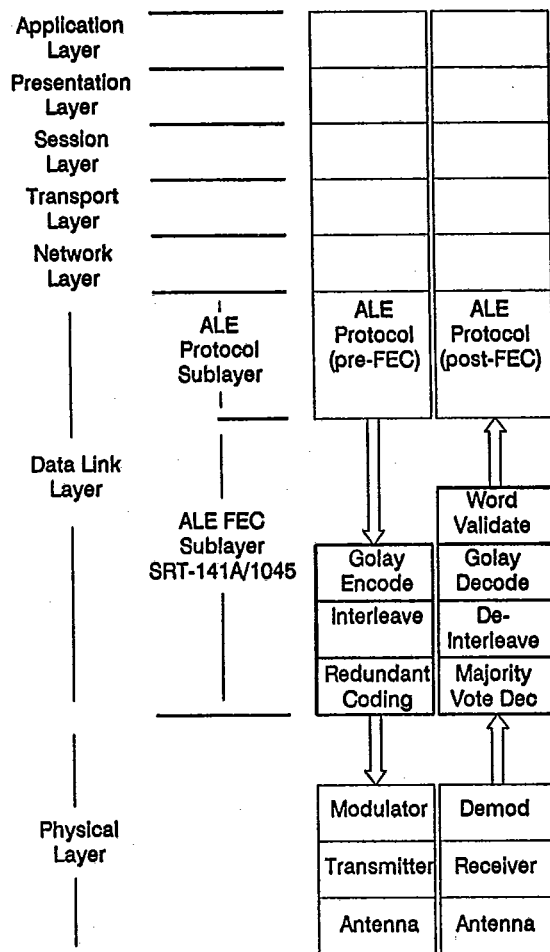 Application
Layer
Presentation
Layer
Session
Layer
Transport
Layer
Network
Layer
ALE
Protocol
Sublayer
ALE
Protocol
(pre-FEC)
ALE
Protocol
(post-FEC)
Data Link
Layer
ALE FEC
Sublayer
SRT-141A/1045
Word
Validate
Golay
Encode
Golay
Decode
Interleave
De-
Interleave
Redundant
Coding
Majority
Vote Dec
Physical
Layer
Modulator
Demod
Transmitter
Receiver
Antenna
Antenna